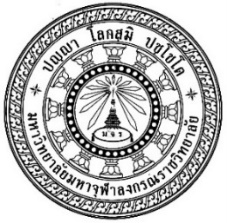 ปญฺญา โลกสฺมิ ปชฺโชโต
ม จ ร
มหาวิทยาลัยมหาจุฬาลงกรณราชวิทยาลัย